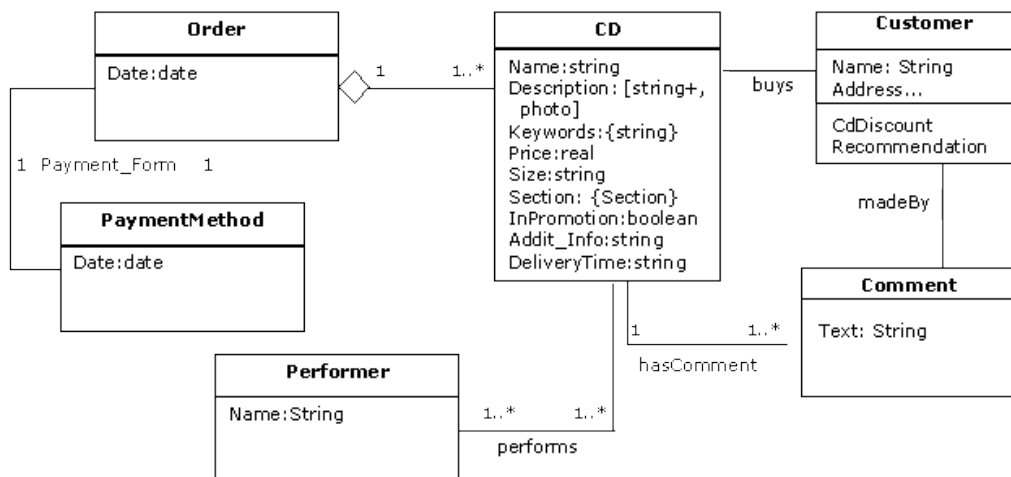 Order
Date:date
1
1..*
CD
Name:string
Description: [string+,
photo]
Keywords:{string}
Price:real
Size:string
Section: {Section}
InPromotion:boolean
Addit_Info:string
DeliveryTime:string
buys
Customer
Name: String
Address...
CdDiscount
Recommendation
madeBy
1 Payment_Form 1
PaymentMethod
Date:date
Comment
Text: String
1
1..*
hasComment
Performer
Name:String
1..*
1..*
performs